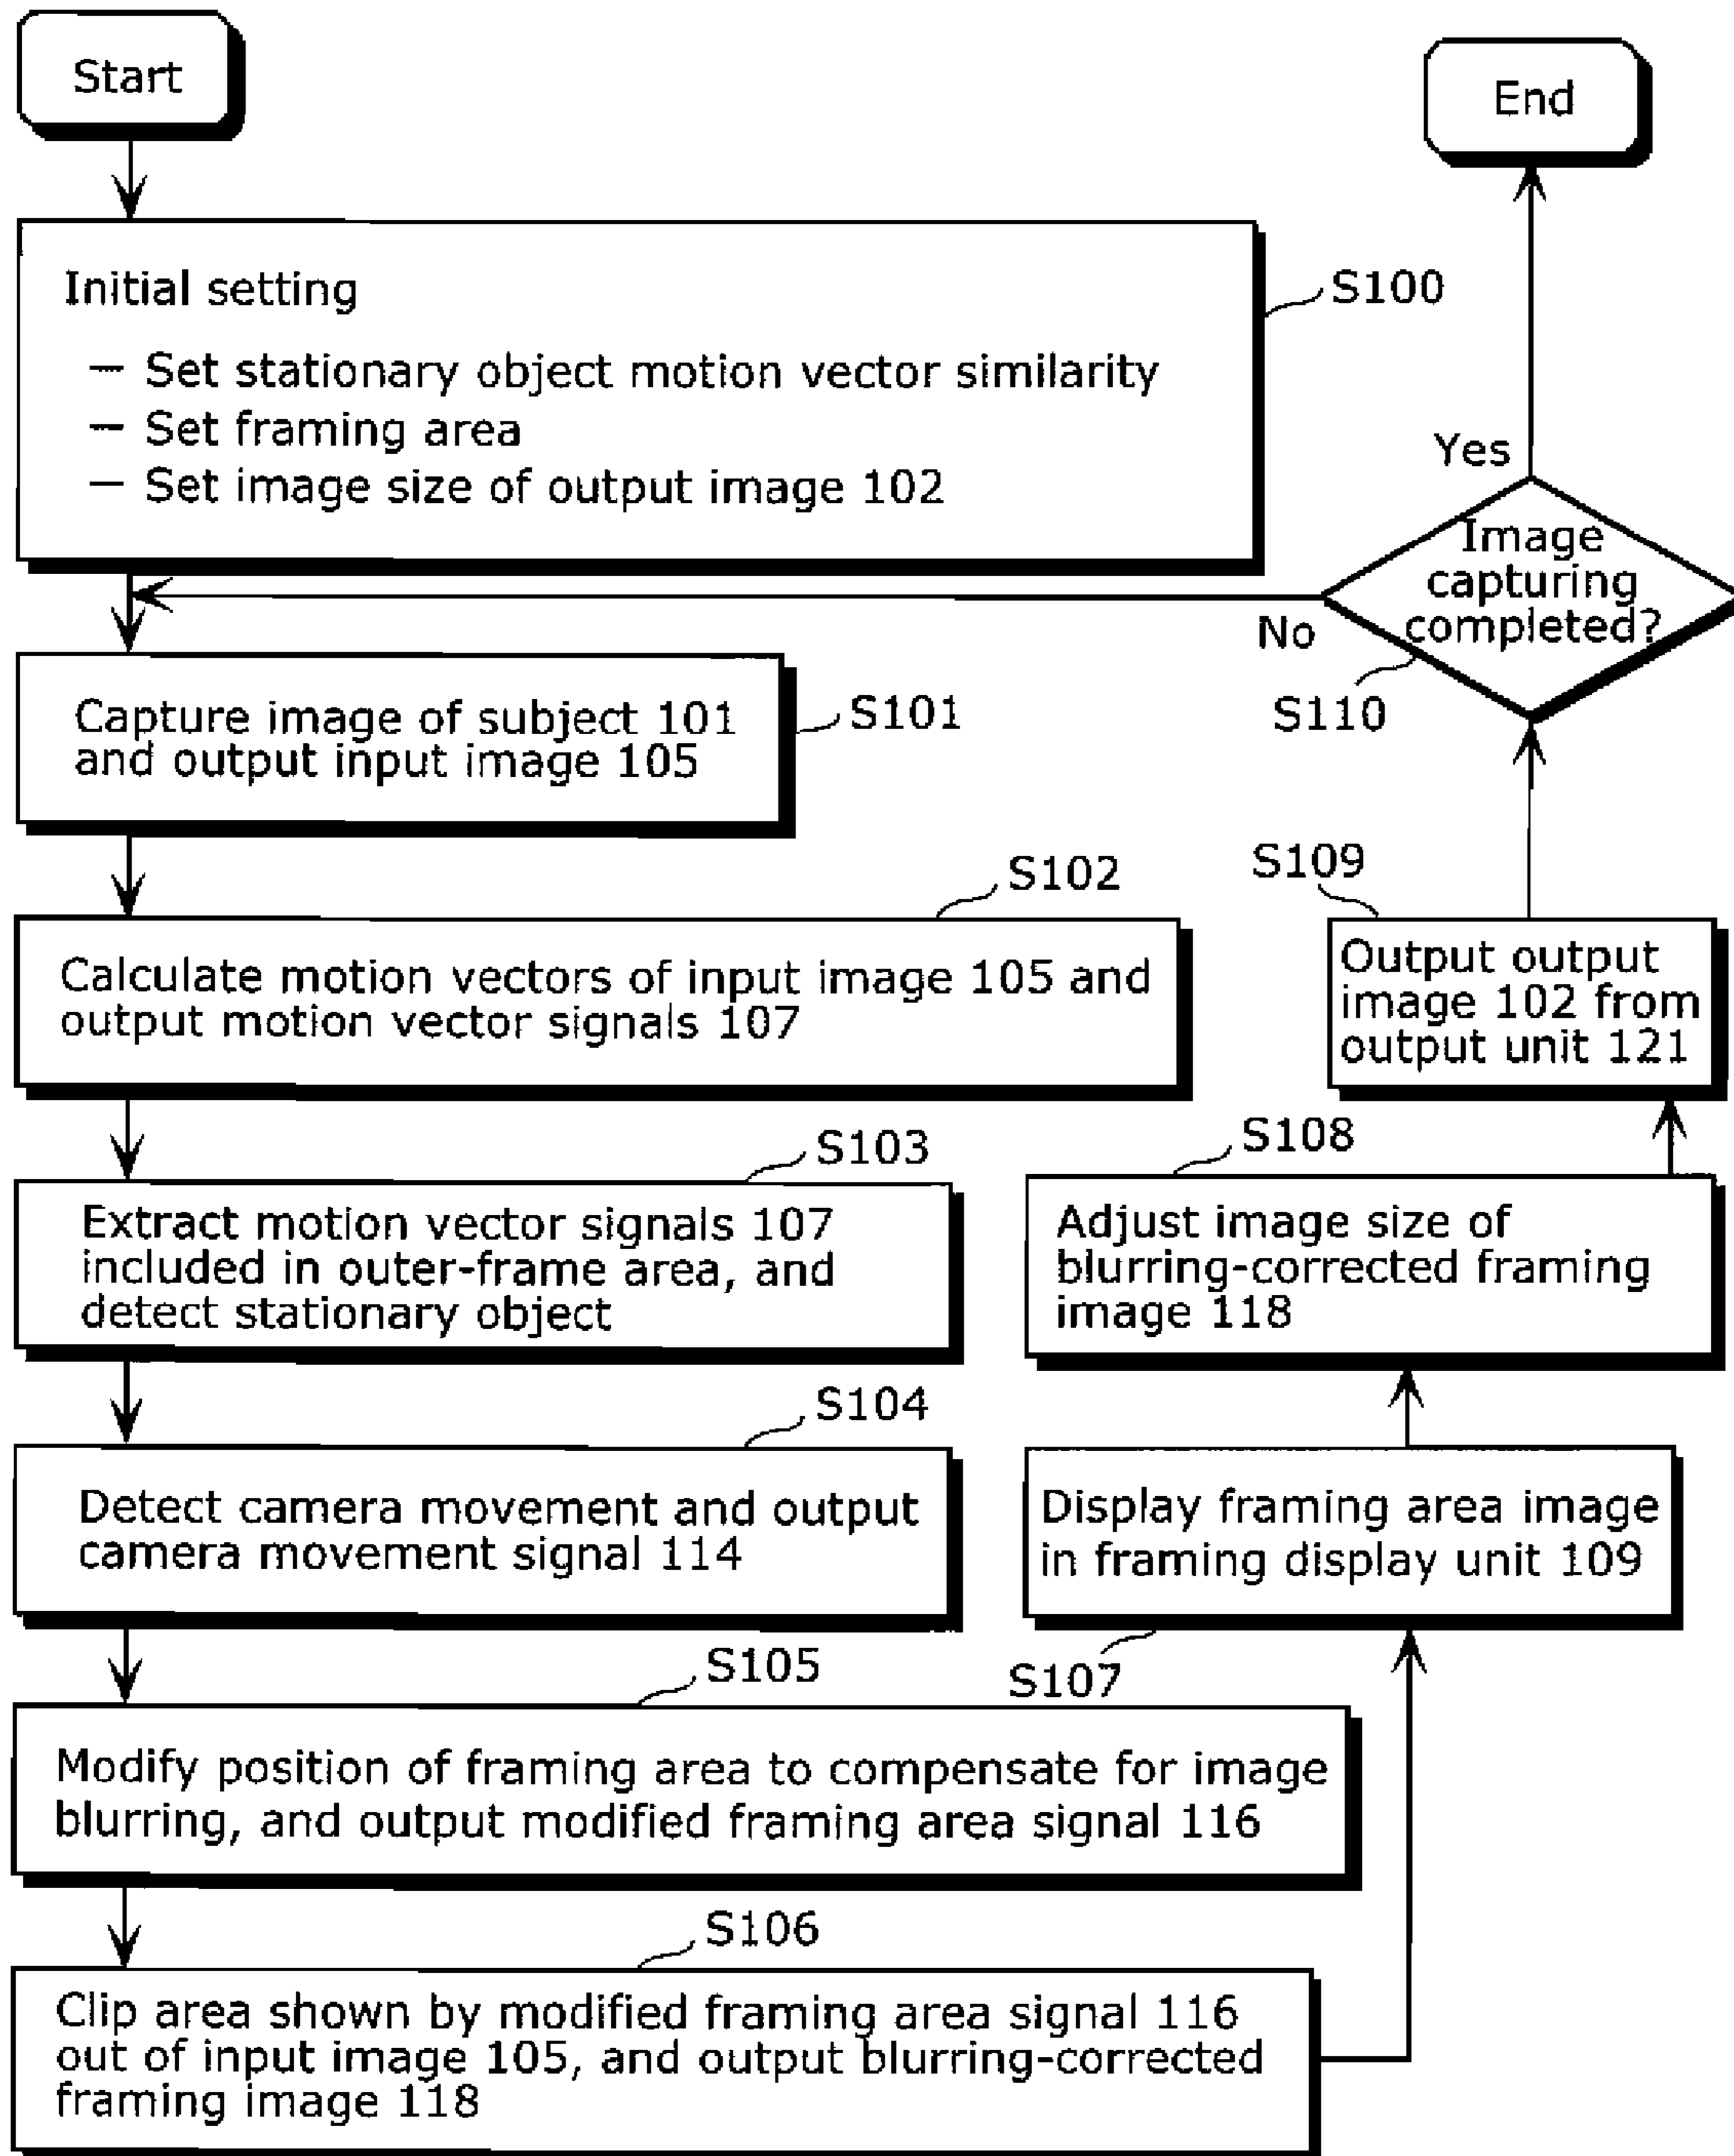 Start
Initial setting
— Set stationary object motion vector similarity
— Set framing area
— Set image size of output image 102
S100
Capture image of subject 101
and output input image 105
S101
S102
Calculate motion vectors of input image 105 and
output motion vector signals 107
S103
Extract motion vector signals 107
included in outer-frame area, and
detect stationary object
S104
Detect camera movement and output
camera movement signal 114
S105
Modify position of framing area to compensate for image
blurring, and output modified framing area signal 116
S106
Clip area shown by modified framing area signal 116
out of input image 105, and output blurring-corrected
framing image 118
S107
Display framing area image
in framing display unit 109
S108
Adjust image size of
blurring-corrected framing
image 118
S109
Output output
image 102 from
output unit 121
S110
Image
capturing
completed?
No
Yes
End